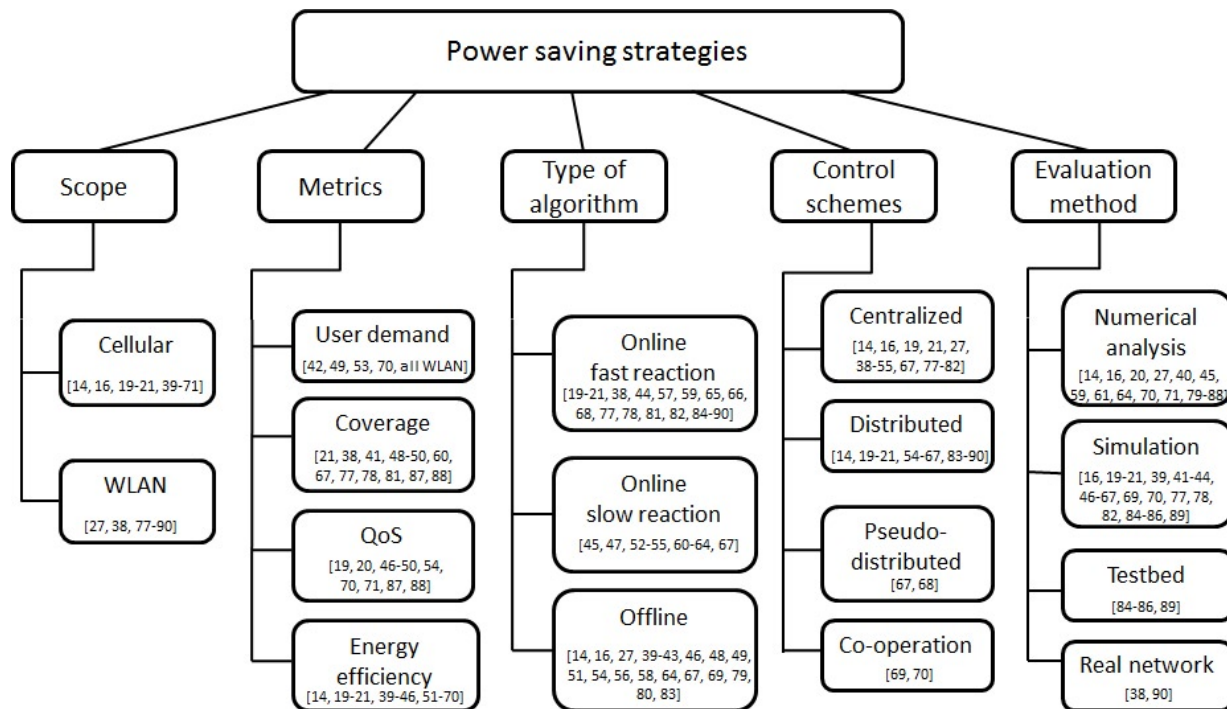 Power saving strategies
Scope
Cellular
[14, 16, 19-21, 39-71]
WLAN
[27, 38, 77-90]
Metrics
User demand
[42, 49, 53, 70, all WLAN]
Coverage
[21, 38, 41, 48-50, 60,
67, 77, 78, 81, 87, 88]
QoS
[19, 20, 46-50, 54,
70, 71, 87, 88]
Energy
efficiency
[14, 19-21, 39-46, 51-70]
Type of
algorithm
Online
fast reaction
[19-21, 38, 44, 57, 59, 65, 66,
68, 77, 78, 81, 82, 84-90]
Online
slow reaction
[45, 47, 52-55, 60-64, 67]
Offline
[14, 16, 27, 39-43, 46, 48, 49,
51, 54, 56, 58, 64, 67, 69, 79,
80, 83]
Control
schemes
Centralized
[14, 16, 19, 21, 27,
38-55, 67, 77-82]
Distributed
[14, 19-21, 54-67, 83-90]
Pseudo-
distributed
[67, 68]
Co-operation
[69, 70]
Evaluation
method
Numerical
analysis
[14, 16, 20, 27, 40, 45,
59, 61, 64, 70, 71, 79-88]
Simulation
[16, 19-21, 39, 41-44,
46-67, 69, 70, 77, 78,
82, 84-86, 89]
Testbed
[84-86, 89]
Real network
[38, 90]